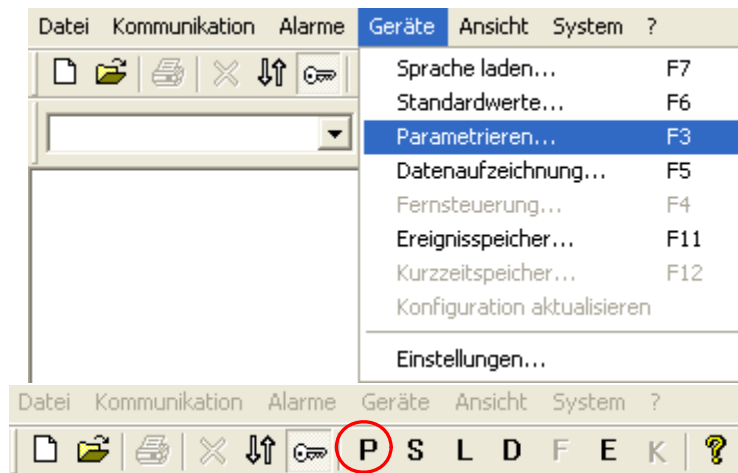 Datei Kommunikation Alarme Geräte Ansicht System ?
Sprache laden... F7
Standardwerte... F6
Parametrieren... F3
Datenaufzeichnung... F5
Fernsteuerung... F4
Ereignisspeicher... F11
Kurzzeitspeicher... F12
Konfiguration aktualisieren
Einstellungen...
Datei Kommunikation Alarme Geräte Ansicht System ?
P S L D F E K ?